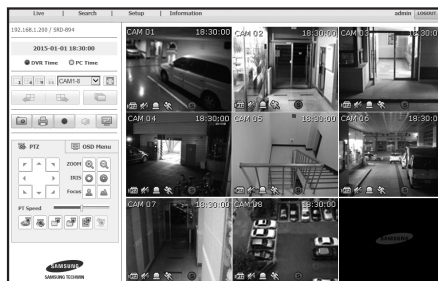 Live | Search | Setup | Information admin LOGOUT
192.168.1.200 / SRD-894
2015-01-01 18:30:00
DVR Time PC Time
CAM1-8
PTZ OSD Menu
ZOOM
IRIS
Focus
PT Speed
SAMSUNG
SAMSUNG TECHWIN
CAM 01 18:30:00
CAM 02 18:30:00
CAM 03 18:30:00
CAM 04 18:30:00
CAM 05 18:30:00
CAM 06 18:30:00
CAM 07 18:30:00
CAM 08 18:30:00
SAMSUNG